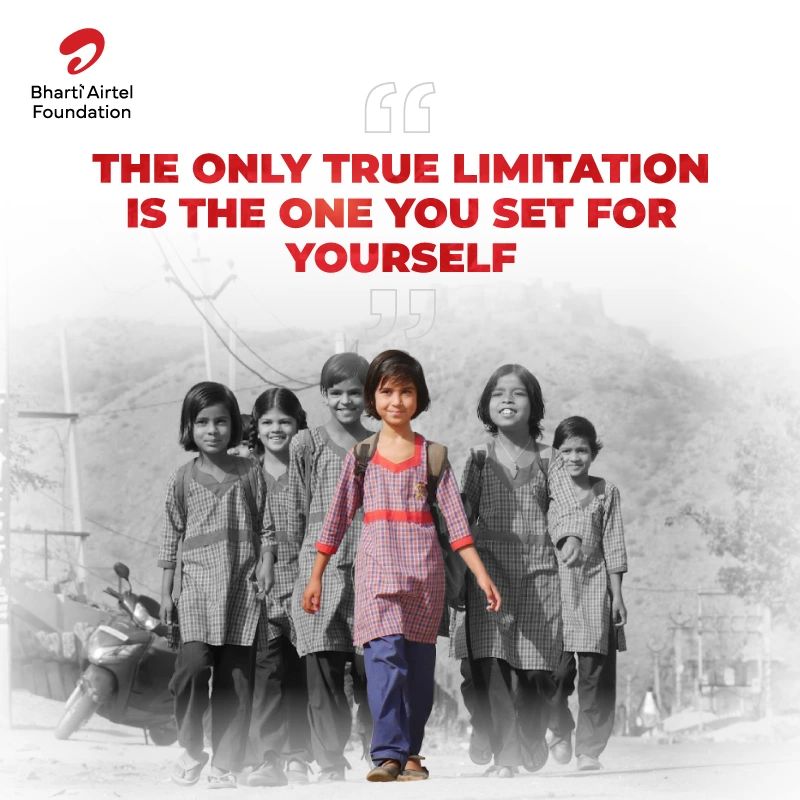 Bharti Airtel
Foundation
“
THE ONLY TRUE LIMITATION
IS THE ONE YOU SET FOR
YOURSELF
”